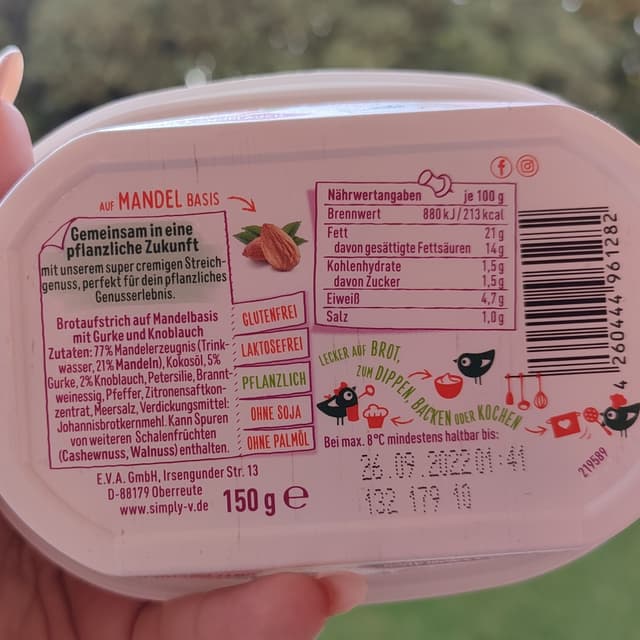 AUF MANDEL BASIS
Gemeinsam in eine
pflanzliche Zukunft
mit unserem super cremigen Streich-
genuss, perfekt für dein pflanzliches
Genusserlebnis.
Brotaufstrich auf Mandelbasis
mit Gurke und Knoblauch
Zutaten: 77% Mandelerzeugnis (Trink-
wasser, 21% Mandeln), Kokosöl, 5%
Gurke, 2% Knoblauch, Petersilie, Brannt-
weinessig, Pfeffer, Zitronensaftkon-
zentrat, Meersalz, Verdickungsmittel:
Johannisbrotkernmehl. Kann Spuren
von weiteren Schalenfrüchten
(Cashewnuss, Walnuss) enthalten.
GLUTENFREI
LAKTOSEFREI
PFLANZLICH
OHNE SOJA
OHNE PALMÖL
E.V.A. GmbH, Irsengunder Str. 13
D-88179 Oberreute
www.simply-v.de
150 g e
Nährwertangaben je 100 g
Brennwert 880 kJ / 213 kcal
Fett 21 g
davon gesättigte Fettsäuren 14 g
Kohlenhydrate 1,5 g
davon Zucker 1,5 g
Eiweiß 4,7 g
Salz 1,0 g
LECKER AUF BROT,
ZUM DIPPEN, BACKEN ODER KOCHEN
Bei max. 8°C mindestens haltbar bis:
26.09.2022 01:41
132 179 10
4 260444 961282
219589